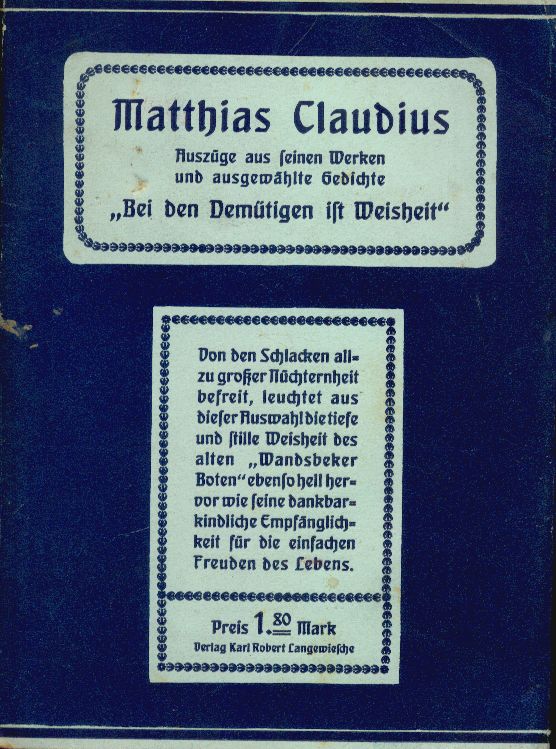 Matthias Claudius
Auszüge aus seinen Werken
und ausgewählte Gedichte
„Bei den Demütigen ist Weisheit“
Von den Schlacken all=
zu großer Nüchternheit
befreit, leuchtet aus
dieser Auswahl die tiefe
und stille Weisheit des
alten „Wandsbeker
Boten“ ebenso hell her=
vor wie seine dankbar=
kindliche Empfänglich=
keit für die einfachen
Freuden des Lebens.
Preis 1.80 Mark
Verlag Karl Robert Langewiesche